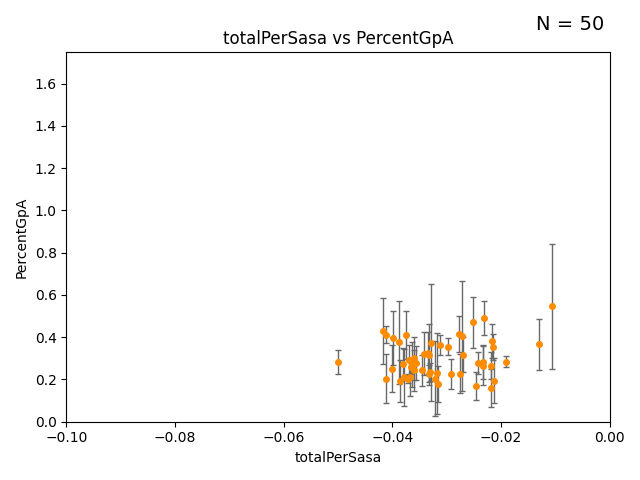 N = 50
totalPerSasa vs PercentGpA
PercentGpA
1.6
1.4
1.2
1.0
0.8
0.6
0.4
0.2
0.0
−0.10 −0.08 −0.06 −0.04 −0.02 0.00
totalPerSasa